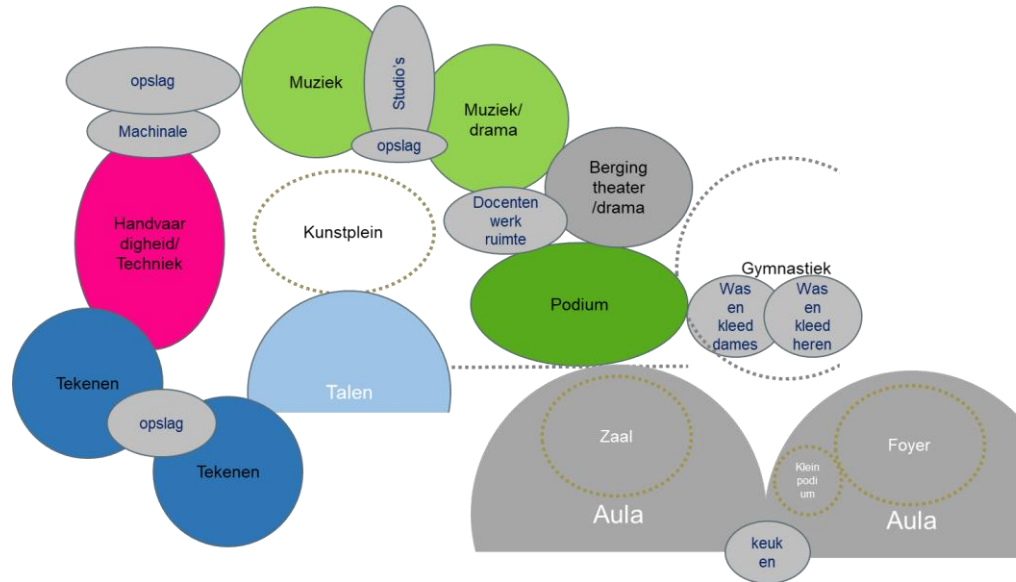 opslag
Machinale
Handvaar
digheid/
Techniek
Tekenen
opslag
Tekenen
Muziek
Studio's
opslag
Muziek/
drama
Kunstplein
Talen
Docenten
werk
ruimte
Berging
theater
/drama
Podium
Gymnastiek
Was
en
kleed
dames
Was
en
kleed
heren
Zaal
Aula
Klein
podi
um
Foyer
Aula
keuk
en